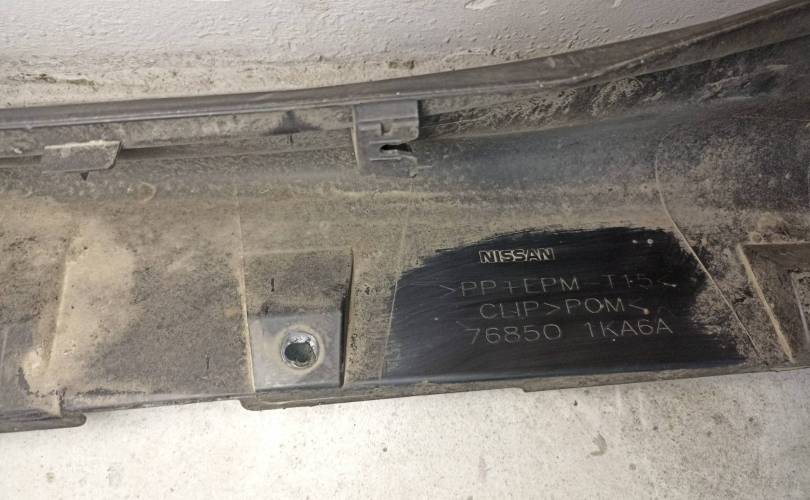 NISSAN
>PP+EPM-T15<
CLIP>POM<
76850 1KA6A